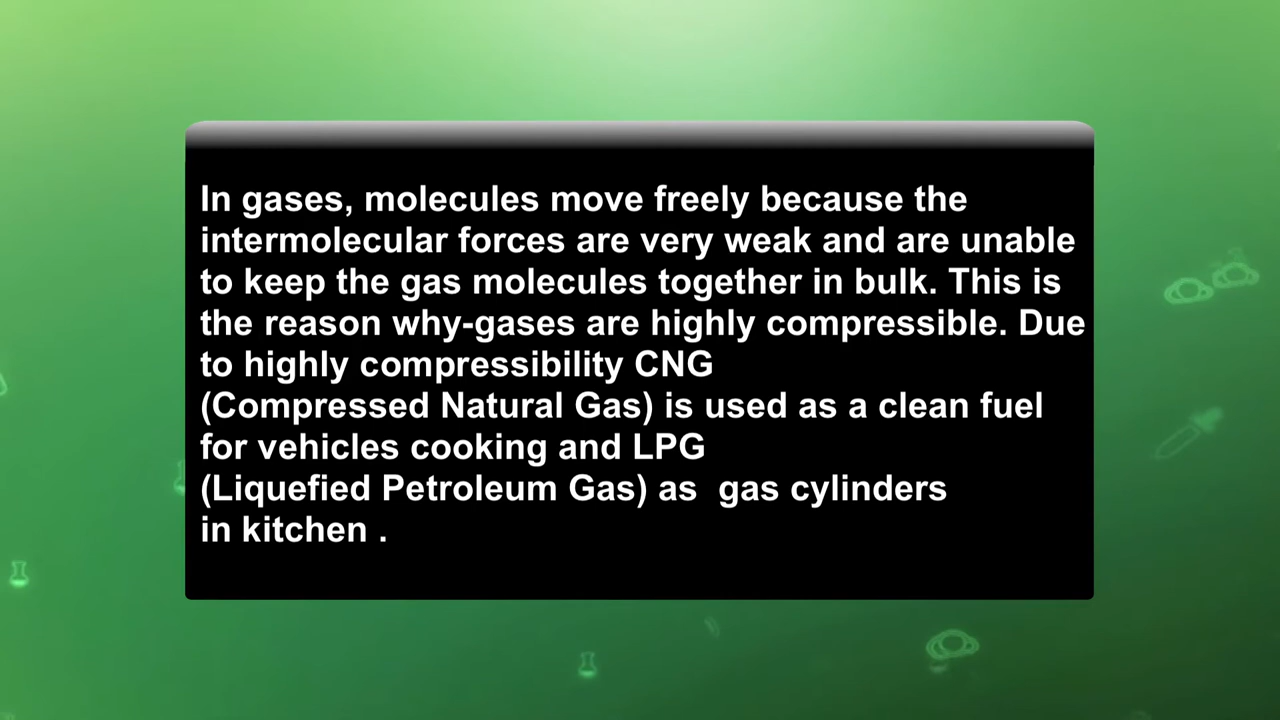 In gases, molecules move freely because the
intermolecular forces are very weak and are unable
to keep the gas molecules together in bulk. This is
the reason why-gases are highly compressible. Due
to highly compressibility CNG
(Compressed Natural Gas) is used as a clean fuel
for vehicles cooking and LPG
(Liquefied Petroleum Gas) as  gas cylinders
in kitchen .